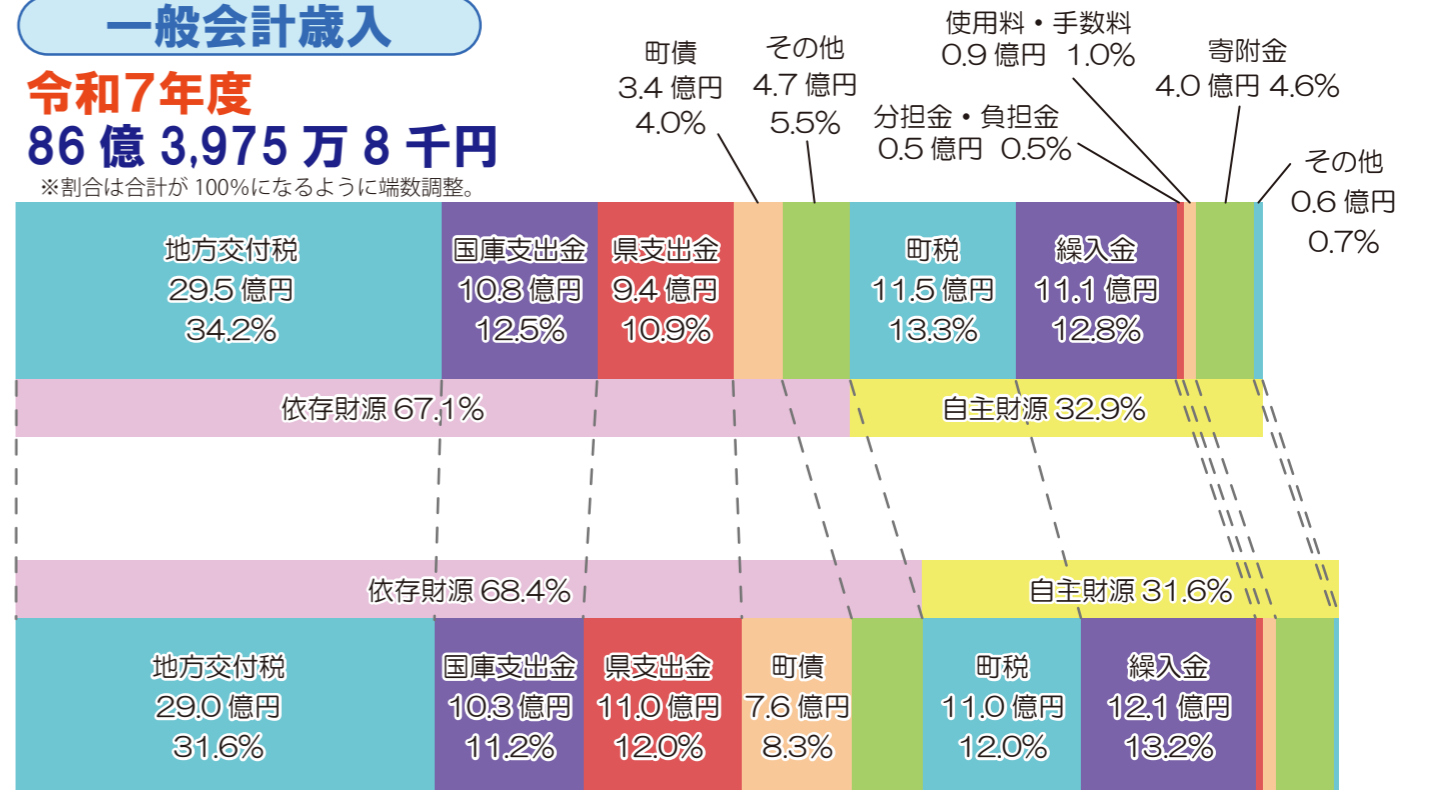 一般会計歳入
令和7年度
86億3,975万8千円
※割合は合計が100%になるように端数調整。
町債
3.4億円
4.0%
その他
4.7億円
5.5%
使用料・手数料
0.9億円 1.0%
分担金・負担金
0.5億円 0.5%
寄附金
4.0億円 4.6%
その他
0.6億円
0.7%
地方交付税
29.5億円
34.2%
国庫支出金
10.8億円
12.5%
県支出金
9.4億円
10.9%
町税
11.5億円
13.3%
繰入金
11.1億円
12.8%
依存財源 67.1%
自主財源 32.9%
依存財源 68.4%
自主財源 31.6%
地方交付税
29.0億円
31.6%
国庫支出金
10.3億円
11.2%
県支出金
11.0億円
12.0%
町債
7.6億円
8.3%
町税
11.0億円
12.0%
繰入金
12.1億円
13.2%